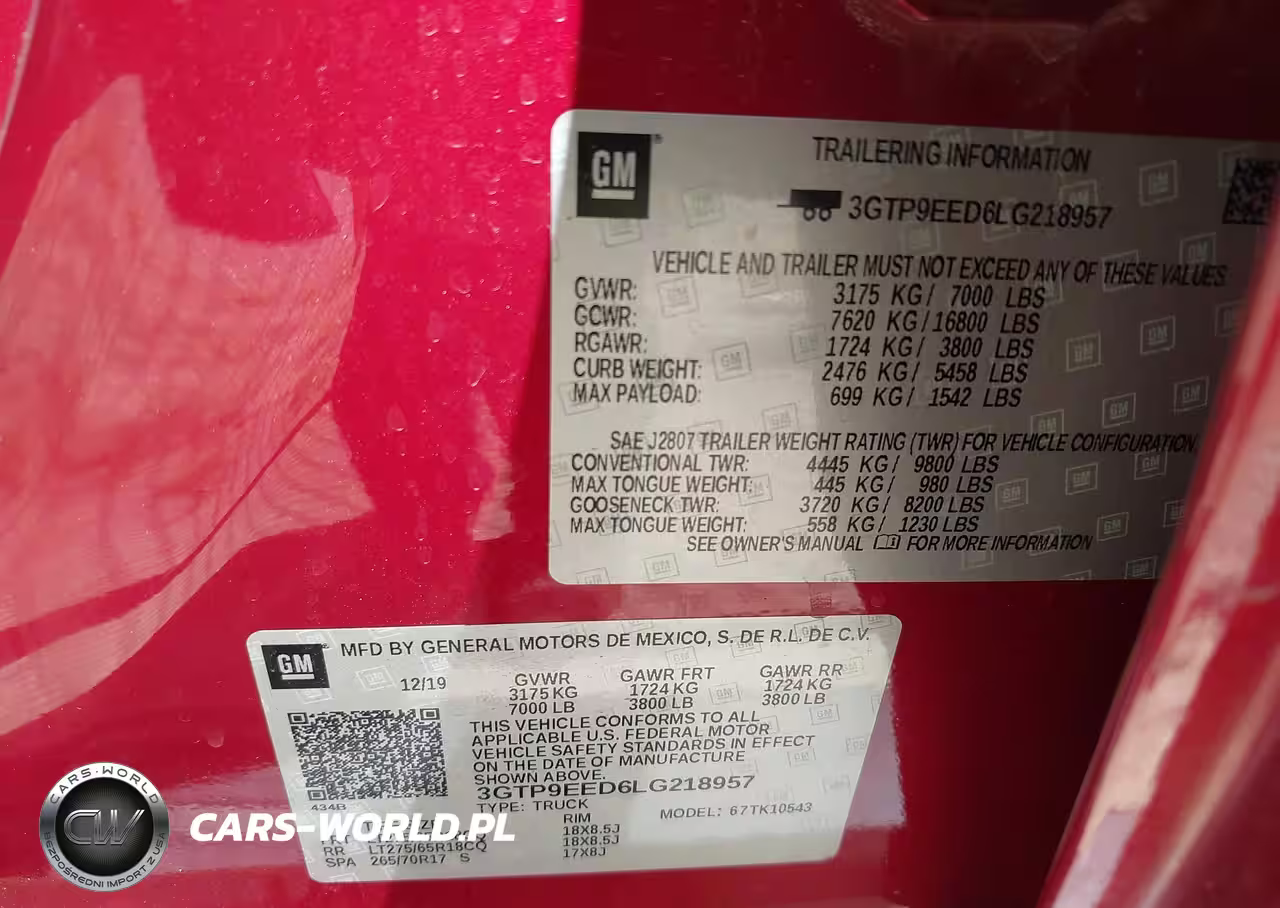 GM
TRAILERING INFORMATION
3GTP9EED6LG218957
VEHICLE AND TRAILER MUST NOT EXCEED ANY OF THESE VALUES
GVWR: 3175 KG/ 7000 LBS
GCWR: 7620 KG/16800 LBS
RGAWR: 1724 KG/ 3800 LBS
CURB WEIGHT: 2476 KG/ 5458 LBS
MAX PAYLOAD: 699 KG/ 1542 LBS
SAE J2807 TRAILER WEIGHT RATING (TWR) FOR VEHICLE CONFIGURATION
CONVENTIONAL TWR: 4445 KG/ 9800 LBS
MAX TONGUE WEIGHT: 445 KG/ 980 LBS
GOOSENECK TWR: 3720 KG/ 8200 LBS
MAX TONGUE WEIGHT: 558 KG/ 1230 LBS
SEE OWNER'S MANUAL FOR MORE INFORMATION
GM
MFD BY GENERAL MOTORS DE MEXICO, S. DE R.L. DE C.V.
12/19 GVWR GAWR FRT GAWR RR
3175 KG 1724 KG 1724 KG
7000 LB 3800 LB 3800 LB
THIS VEHICLE CONFORMS TO ALL
APPLICABLE U.S. FEDERAL MOTOR
VEHICLE SAFETY STANDARDS IN EFFECT
ON THE DATE OF MANUFACTURE
SHOWN ABOVE.
3GTP9EED6LG218957
434B
TYPE: TRUCK MODEL: 67TK10543
RIM
18X8.5J
RR LT275/65R18CQ 18X8.5J
SPA 265/70R17 S 17X8J
CARS-WORLD
CW
BEZPOŚREDNI IMPORT Z USA
CARS-WORLD.PL